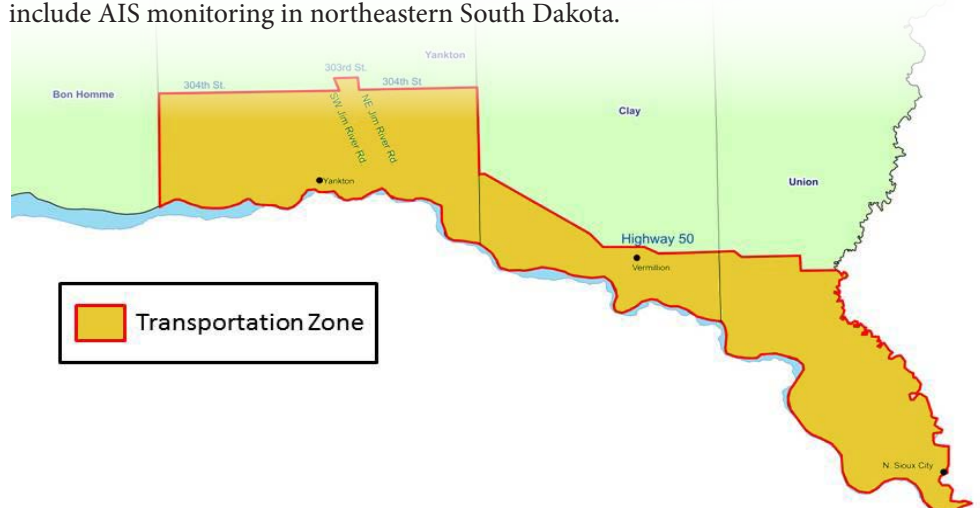 include AIS monitoring in northeastern South Dakota.
Yankton
303rd St.
304th St.
304th St
Bon Homme
SW Jim River Rd.
NE Jim River Rd.
Clay
Yankton
Union
Highway 50
Vermillion
Transportation Zone
N. Sioux City